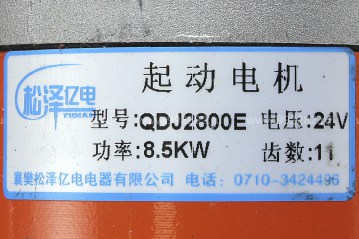 松泽亿电
YIDIAN
起动电机
型号:QDJ2800E 电压:24V
功率:8.5KW 齿数:11
襄樊松泽亿电电器有限公司 电话: 0710-3424496